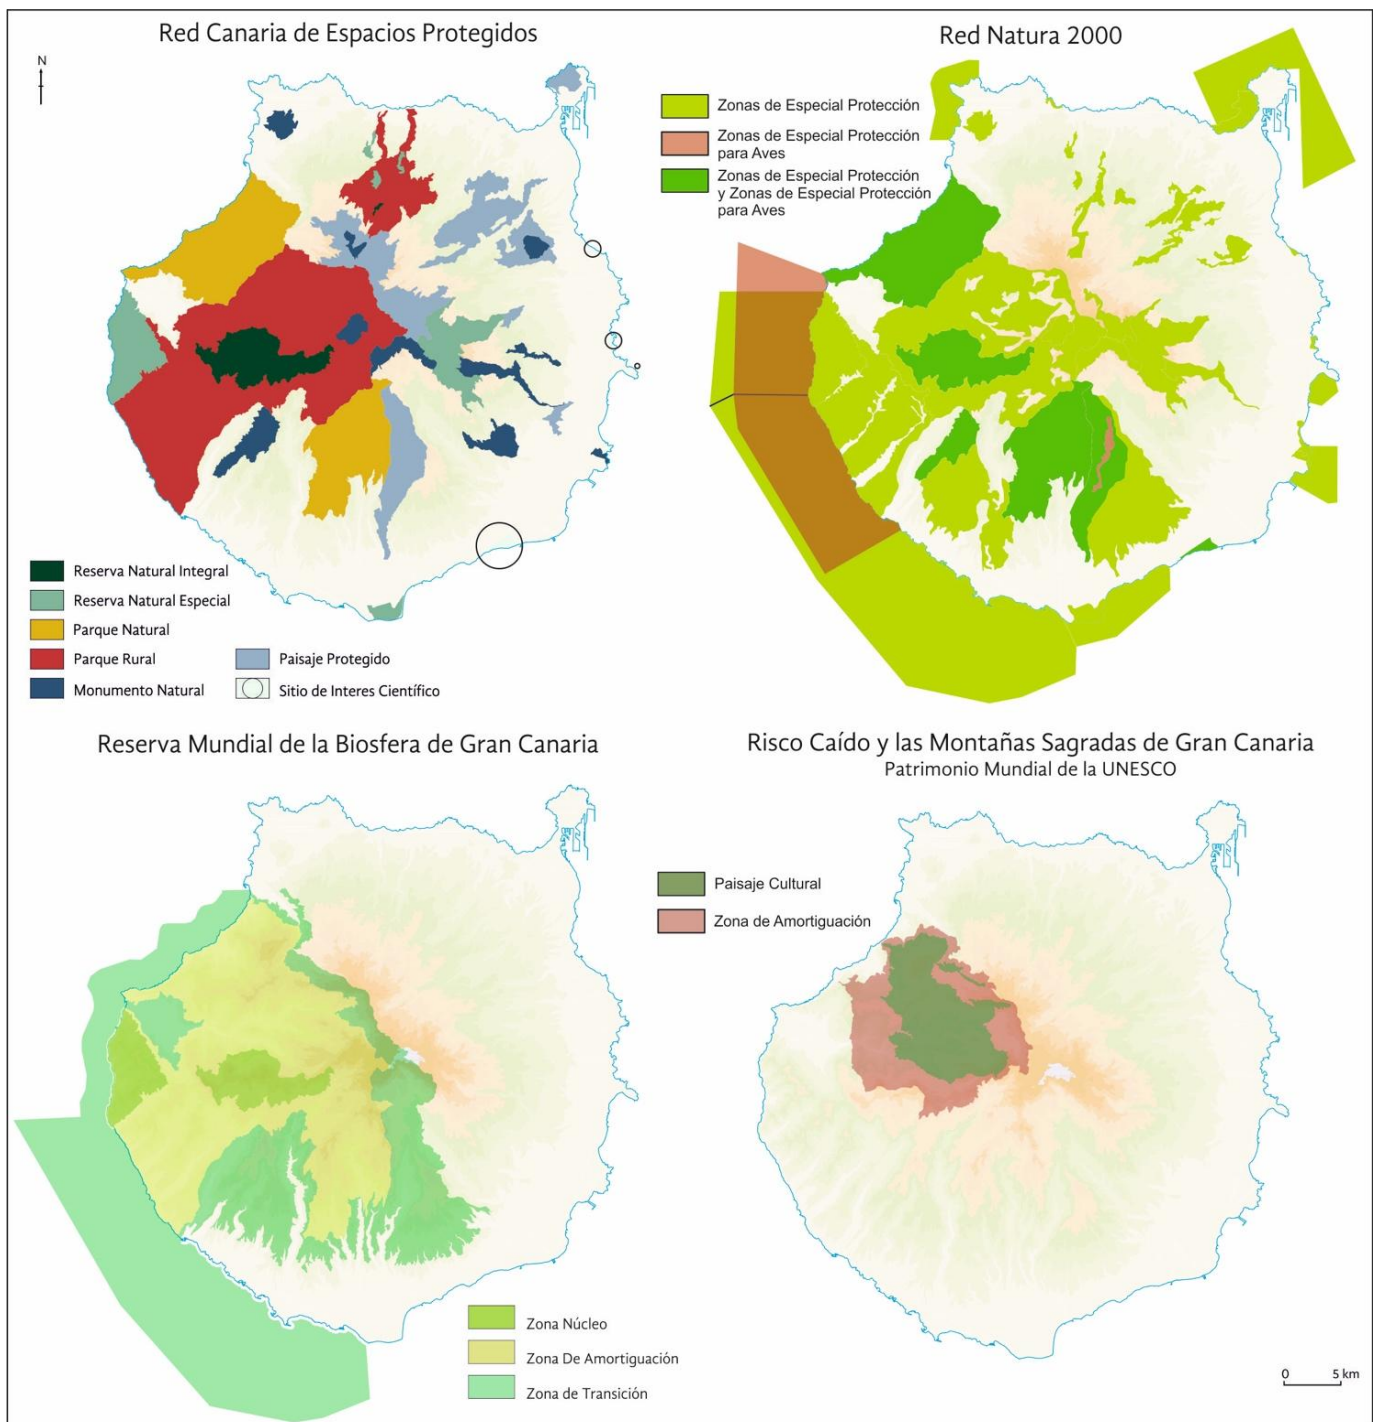 Red Canaria de Espacios Protegidos
N
Reserva Natural Integral
Reserva Natural Especial
Parque Natural
Parque Rural
Monumento Natural
Paisaje Protegido
Sitio de Interes Científico
Red Natura 2000
Zonas de Especial Protección
Zonas de Especial Protección
para Aves
Zonas de Especial Protección
y Zonas de Especial Protección
para Aves
Reserva Mundial de la Biosfera de Gran Canaria
Zona Núcleo
Zona De Amortiguación
Zona de Transición
Risco Caído y las Montañas Sagradas de Gran Canaria
Patrimonio Mundial de la UNESCO
Paisaje Cultural
Zona de Amortiguación
0 5 km